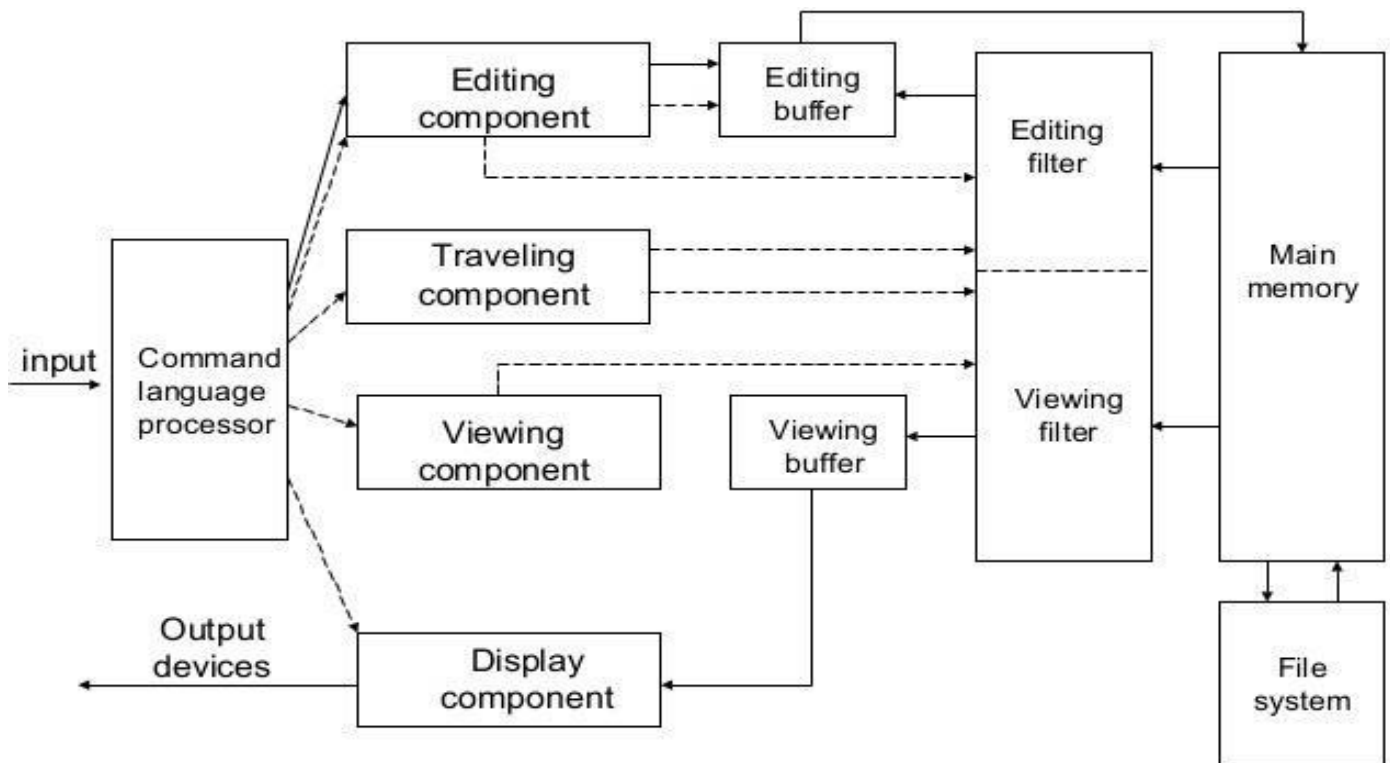 Editing
component
Editing
buffer
Editing
filter
Main
memory
Traveling
component
input
Command
language
processor
Viewing
component
Viewing
buffer
Viewing
filter
Output
devices
Display
component
File
system